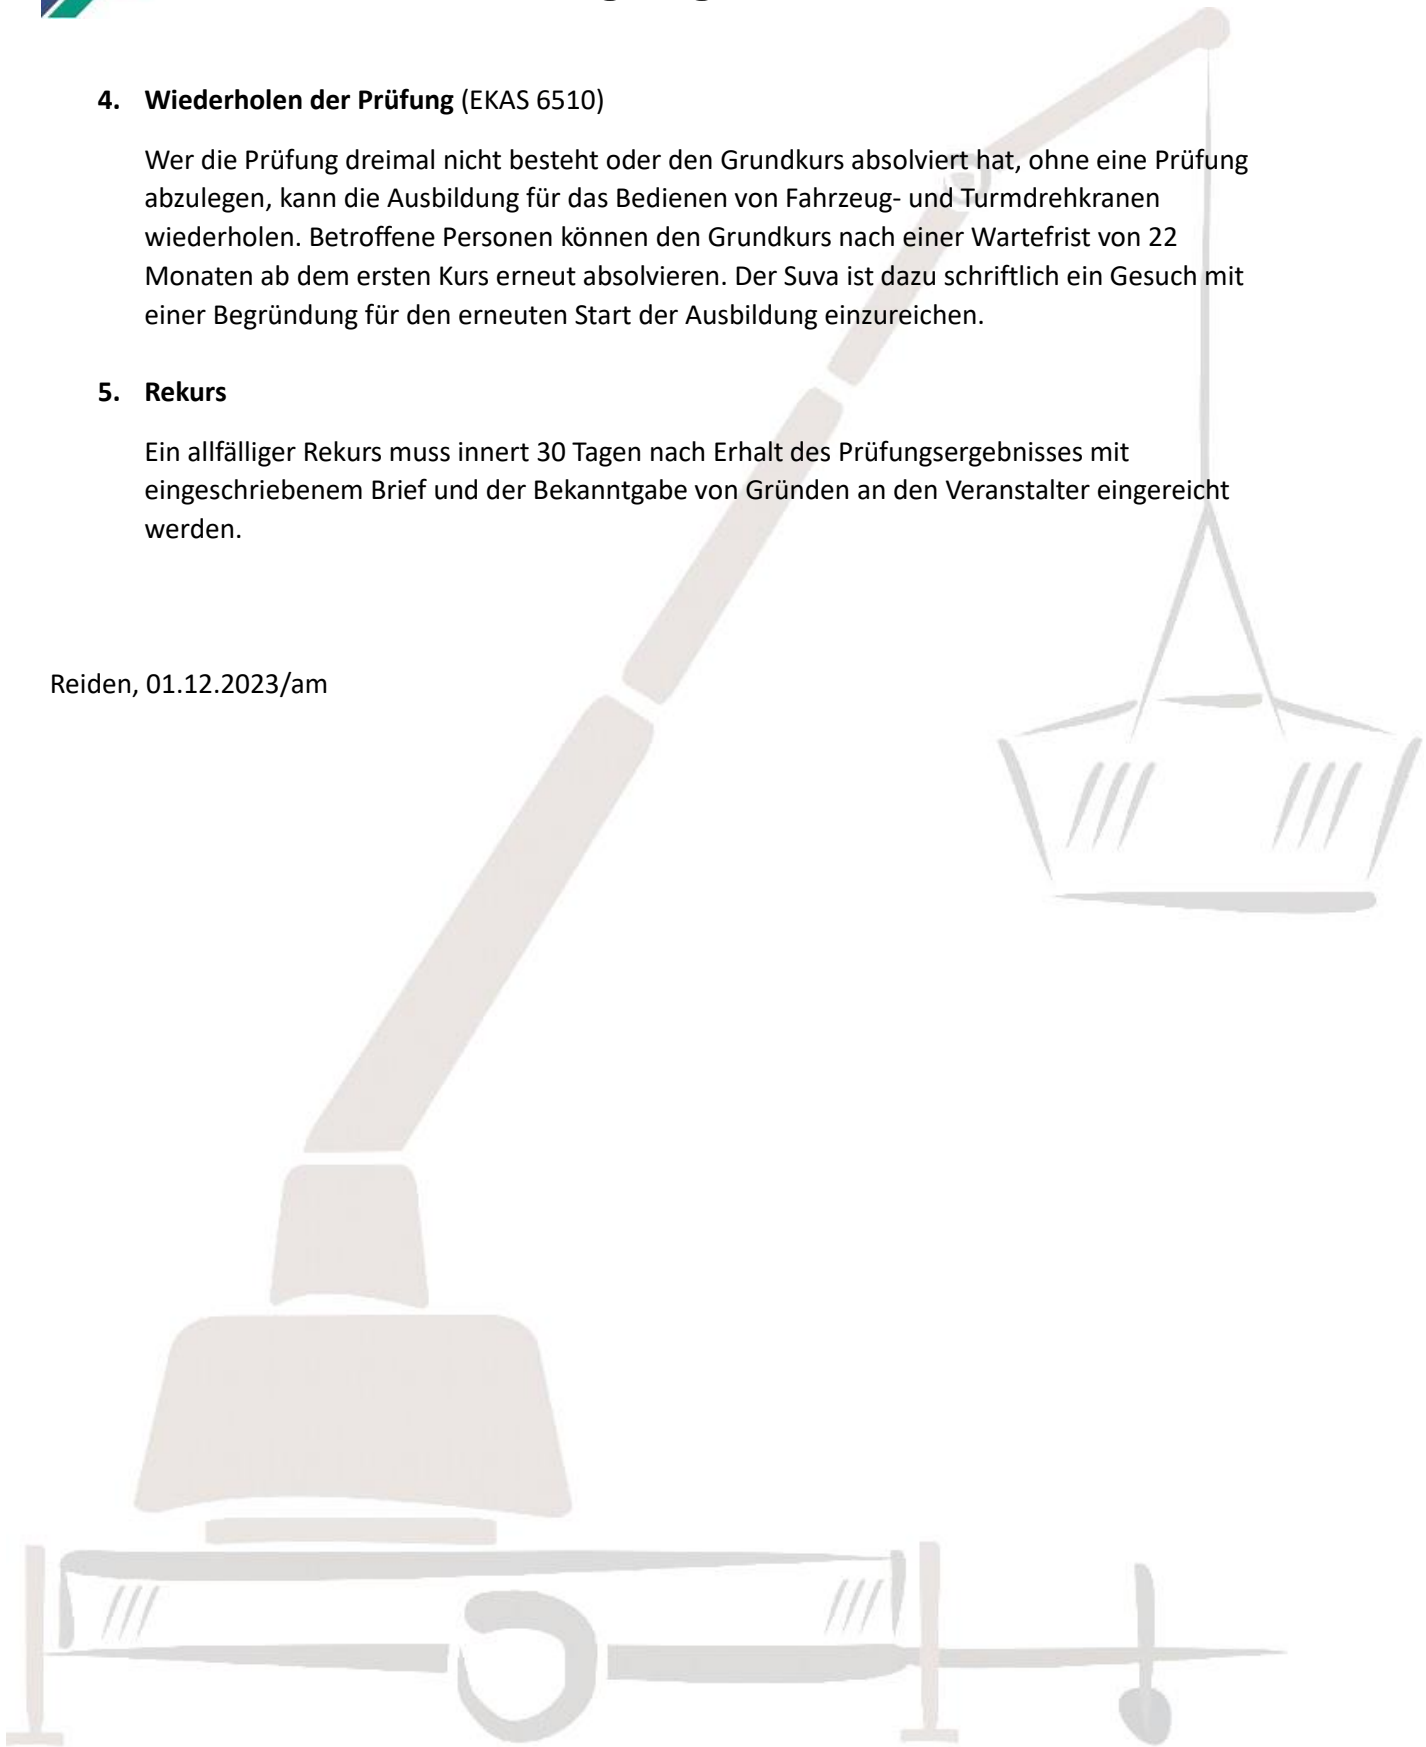 4. Wiederholen der Prüfung (EKAS 6510)
Wer die Prüfung dreimal nicht besteht oder den Grundkurs absolviert hat, ohne eine Prüfung
abzulegen, kann die Ausbildung für das Bedienen von Fahrzeug- und Turmdrehkranen
wiederholen. Betroffene Personen können den Grundkurs nach einer Wartefrist von 22
Monaten ab dem ersten Kurs erneut absolvieren. Der Suva ist dazu schriftlich ein Gesuch mit
einer Begründung für den erneuten Start der Ausbildung einzureichen.
5. Rekurs
Ein allfälliger Rekurs muss innert 30 Tagen nach Erhalt des Prüfungsergebnisses mit
eingeschriebenem Brief und der Bekanntgabe von Gründen an den Veranstalter eingereicht
werden.
Reiden, 01.12.2023/am